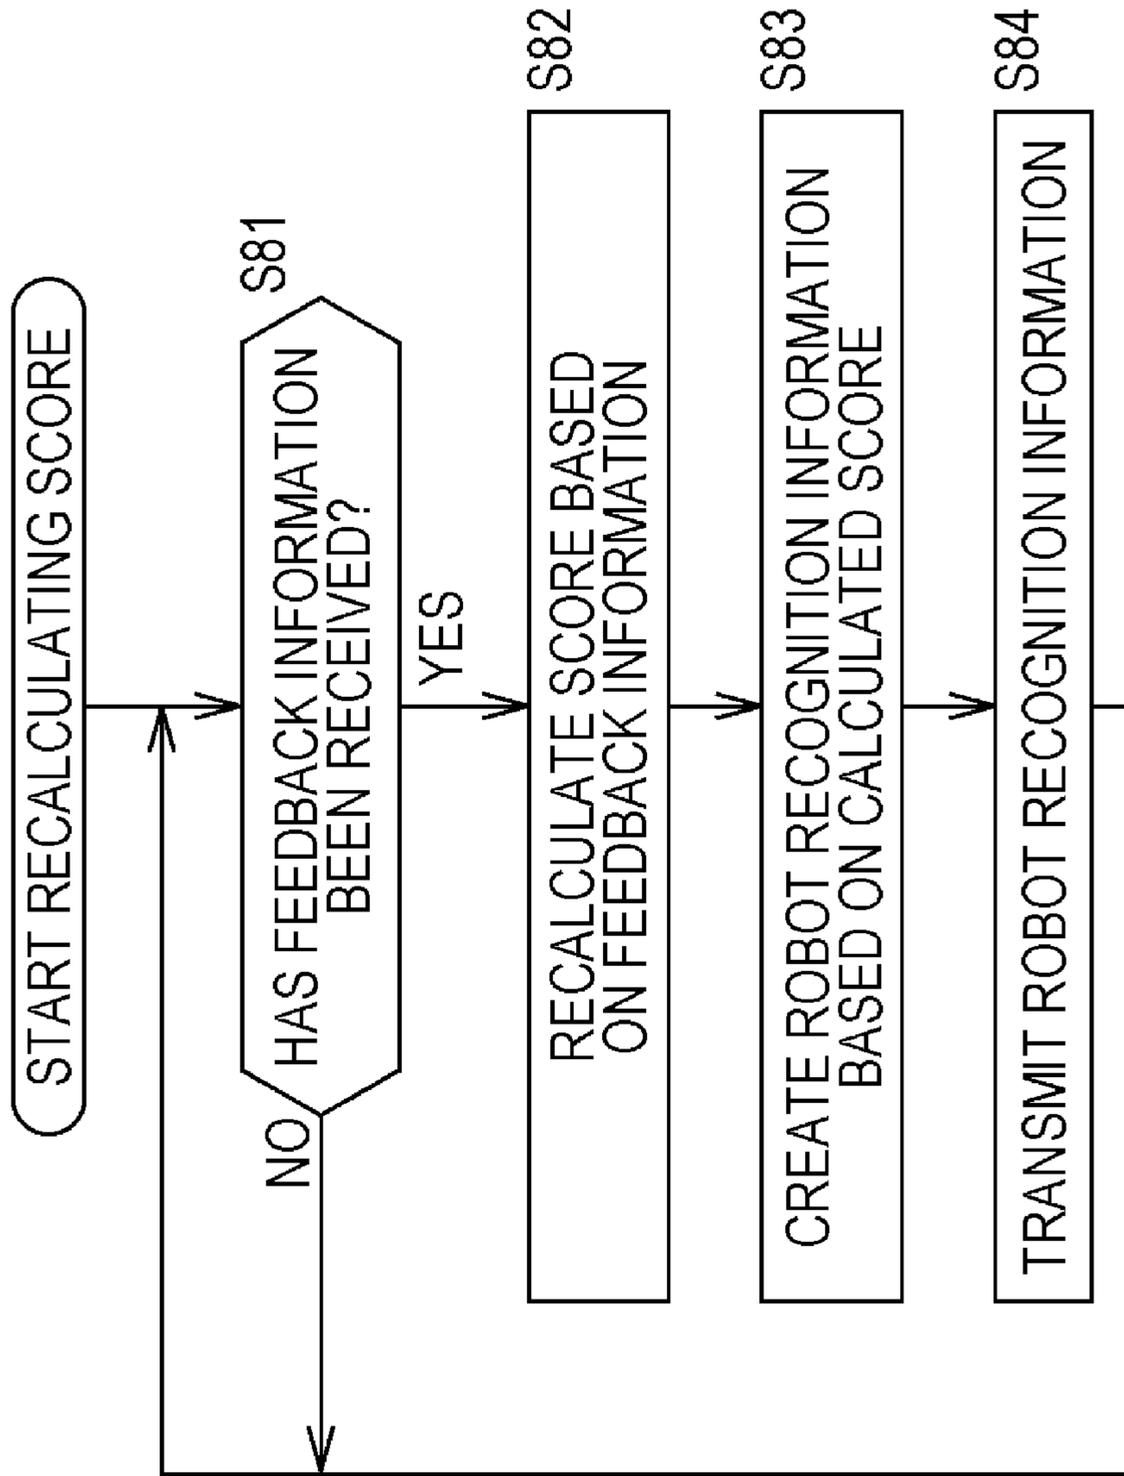 START RECALCULATING SCORE
S81
HAS FEEDBACK INFORMATION
BEEN RECEIVED?
NO
YES
S82
RECALCULATE SCORE BASED
ON FEEDBACK INFORMATION
S83
CREATE ROBOT RECOGNITION INFORMATION
BASED ON CALCULATED SCORE
S84
TRANSMIT ROBOT RECOGNITION INFORMATION